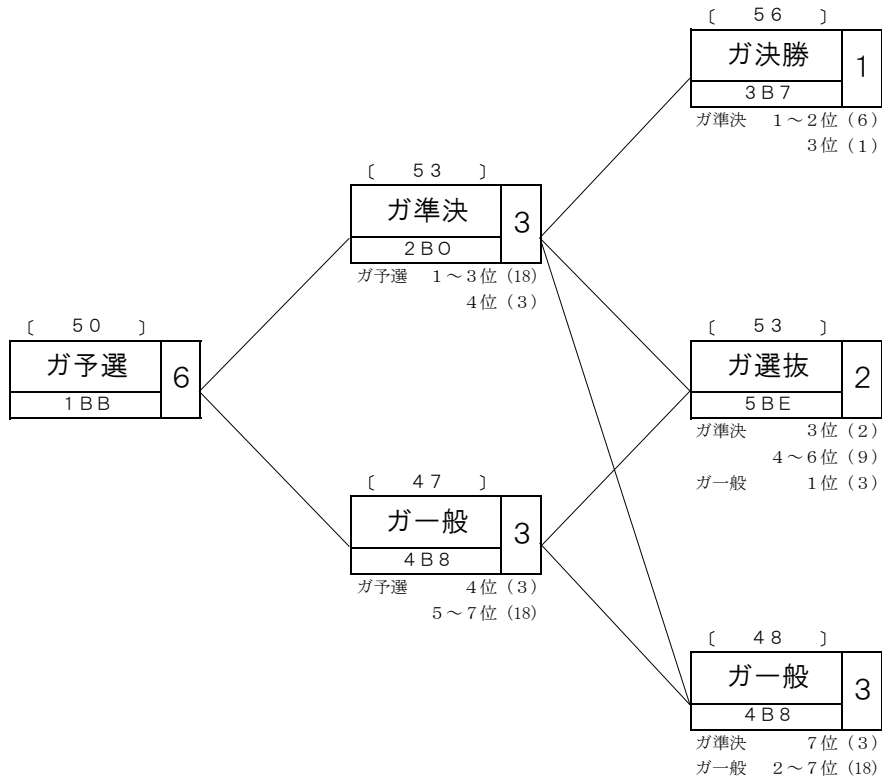 〔　５０　〕
ガ予選　6
１ＢＢ
〔　５３　〕
ガ準決　3
２Ｂ０
ガ予選　１～３位（18）
４位（３）
〔　４７　〕
ガ一般　3
４Ｂ８
ガ予選　４位（３）
５～７位（18）
〔　５６　〕
ガ決勝　1
３Ｂ７
ガ準決　１～２位（６）
３位（１）
〔　５３　〕
ガ選抜　2
５ＢＥ
ガ準決　３位（２）
４～６位（９）
ガ一般　１位（３）
〔　４８　〕
ガ一般　3
４Ｂ８
ガ準決　７位（３）
ガ一般　２～７位（18）